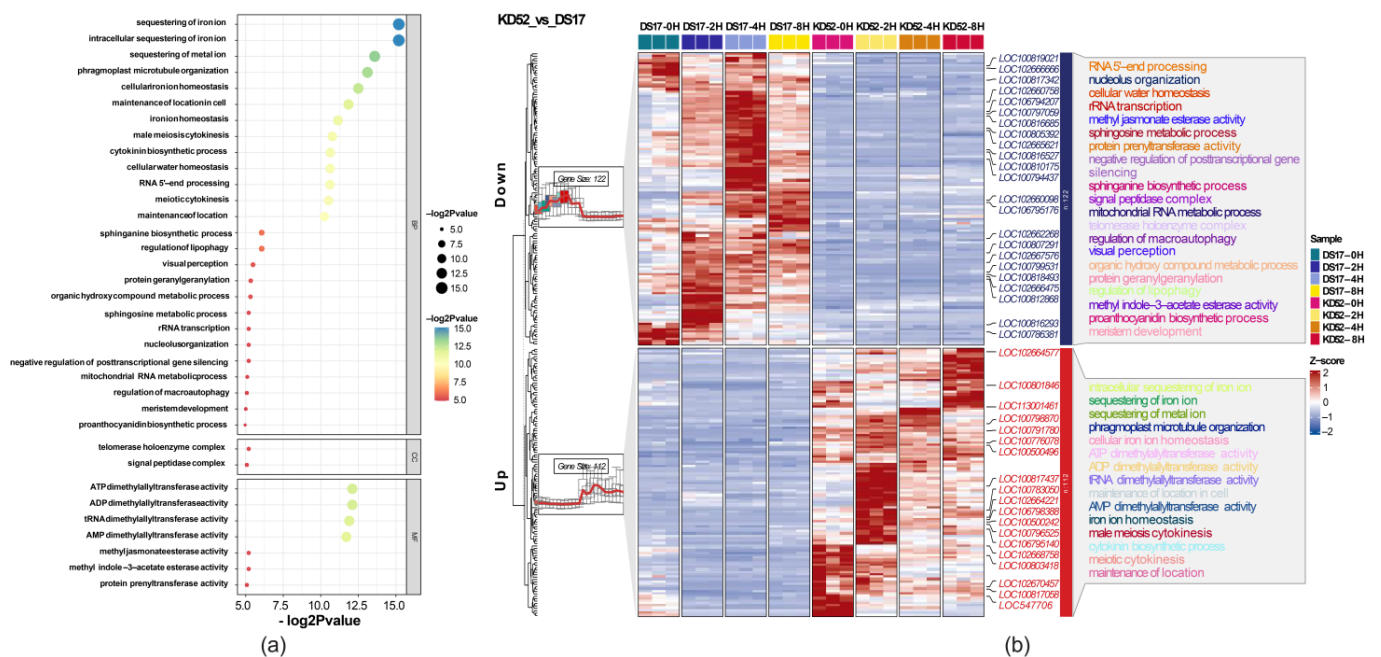 sequestering of iron ion
intracellular sequestering of iron ion
sequestering of metal ion
phragmoplast microtubule organization
cellular iron ion homeostasis
maintenance of location in cell
iron ion homeostasis
male meiosis cytokinesis
cytokinin biosynthetic process
cellular water homeostasis
RNA 5'-end processing
meiotic cytokinesis
maintenance of location
sphinganine biosynthetic process
regulation of lipophagy
visual perception
protein geranylgeranylation
organic hydroxy compound metabolic process
sphingosine metabolic process
rRNA transcription
nucleolus organization
negative regulation of posttranscriptional gene silencing
mitochondrial RNA metabolic process
regulation of macroautophagy
meristem development
proanthocyanidin biosynthetic process
telomerase holoenzyme complex
signal peptidase complex
ATP dimethylallyltransferase activity
ADP dimethylallyltransferase activity
tRNA dimethylallyltransferase activity
AMP dimethylallyltransferase activity
methyl jasmonate esterase activity
methyl indole-3-acetate esterase activity
protein prenyltransferase activity
BP
CC
MF
5.0 7.5 10.0 12.5 15.0
- log2Pvalue
-log2Pvalue
5.0
7.5
10.0
12.5
15.0
-log2Pvalue
15.0
12.5
10.0
7.5
5.0
(a)
KD52_vs_DS17
DS17-0H DS17-2H DS17-4H DS17-8H KD52-0H KD52-2H KD52-4H KD52-8H
Down
Gene Size: 122
Up
Gene Size: 112
LOC100819021
LOC102666666
LOC100817342
LOC102660758
LOC106794207
LOC100797059
LOC100816685
LOC100805392
LOC102665621
LOC100816527
LOC100810175
LOC100794437
LOC102660098
LOC106795176
LOC102662268
LOC100807291
LOC102667576
LOC100799531
LOC100818493
LOC102666475
LOC100812868
LOC100816293
LOC100786381
LOC102664577
LOC100801846
LOC113001461
LOC100798870
LOC100791780
LOC100776078
LOC100500496
LOC100817437
LOC100783050
LOC102664221
LOC106798388
LOC100500242
LOC100796525
LOC106795140
LOC102668758
LOC100803418
LOC102670457
LOC100817058
LOC547706
n:122
n:112
RNA 5'-end processing
nucleolus organization
cellular water homeostasis
rRNA transcription
methyl jasmonate esterase activity
sphingosine metabolic process
protein prenyltransferase activity
negative regulation of posttranscriptional gene
silencing
sphinganine biosynthetic process
signal peptidase complex
mitochondrial RNA metabolic process
telomerase holoenzyme complex
regulation of macroautophagy
visual perception
organic hydroxy compound metabolic process
protein geranylgeranylation
regulation of lipophagy
methyl indole-3-acetate esterase activity
proanthocyanidin biosynthetic process
meristem development
intracellular sequestering of iron ion
sequestering of iron ion
sequestering of metal ion
phragmoplast microtubule organization
cellular iron ion homeostasis
ATP dimethylallyltransferase activity
ADP dimethylallyltransferase activity
tRNA dimethylallyltransferase activity
maintenance of location in cell
AMP dimethylallyltransferase activity
iron ion homeostasis
male meiosis cytokinesis
cytokinin biosynthetic process
meiotic cytokinesis
maintenance of location
Sample
DS17-0H
DS17-2H
DS17-4H
DS17-8H
KD52-0H
KD52-2H
KD52-4H
KD52-8H
Z-score
2
1
0
-1
-2
(b)